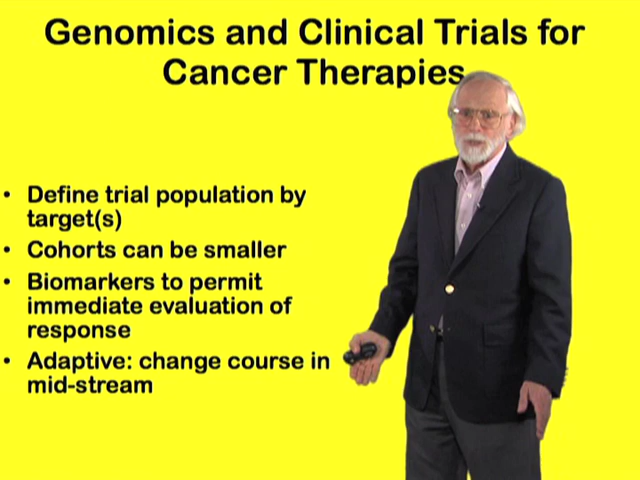 Genomics and Clinical Trials for
Cancer Therapies
• Define trial population by
target(s)
• Cohorts can be smaller
• Biomarkers to permit
immediate evaluation of
response
• Adaptive: change course in
mid-stream